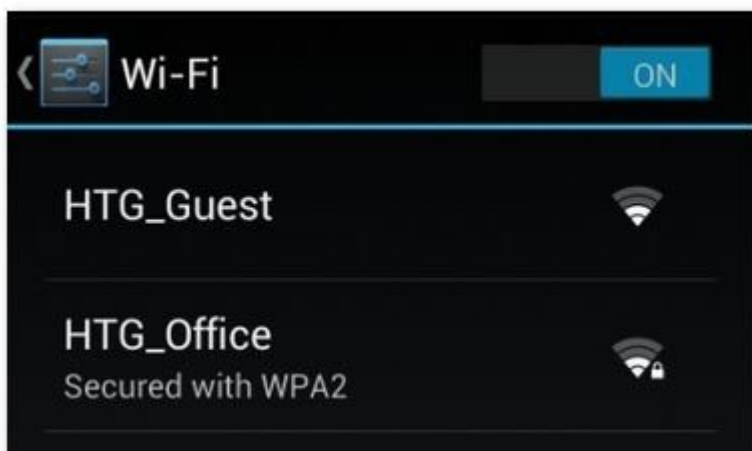 Wi-Fi
ON
HTG_Guest
HTG_Office
Secured with WPA2